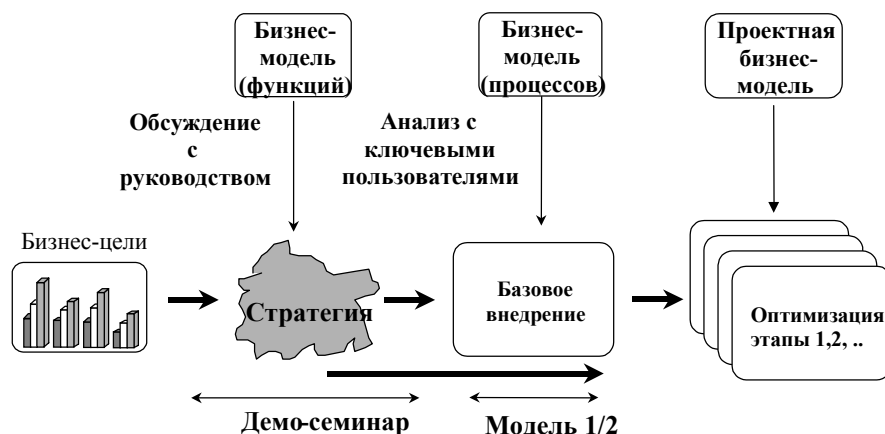 Бизнес-
модель
(функций)
Бизнес-
модель
(процессов)
Проектная
бизнес-
модель
Обсуждение
с
руководством
Анализ с
ключевыми
пользователями
Бизнес-цели
Стратегия
Базовое
внедрение
Оптимизация
этапы 1,2, ..
Демо-семинар
Модель 1/2